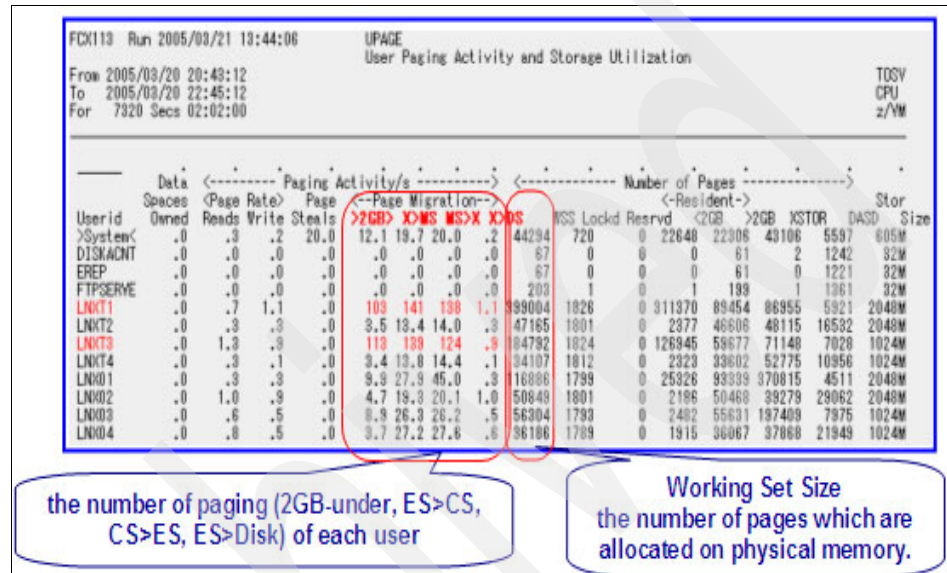 FCX113 Run 2005/03/21 13:44:06 UPAGE
User Paging Activity and Storage Utilization
From 2005/03/20 20:43:12 TOSV
To 2005/03/20 22:45:12 CPU
For 7320 Secs 02:02:00 z/VM
Data <--------- Paging Activity/s ----------> <------------- Number of Pages -------------->
Spaces <Page Rate> Page <--Page Migration--> <-Resident-> Stor
Userid Owned Reads Write Steals >2GB> X>MS MS>X X>DS WSS Lockd Resrvd <2GB >2GB XSTOR DASD Size
>System< .0 .3 .2 20.0 12.1 19.7 20.0 .2 44294 720 0 22648 22306 43106 5597 605M
DISKACNT .0 .0 .0 .0 .0 .0 .0 .0 67 0 0 0 61 2 1242 32M
EREP .0 .0 .0 .0 .0 .0 .0 .0 67 0 0 0 61 0 1221 32M
FTPSERVE .0 .0 .0 .0 .0 .0 .0 .0 203 1 0 1 199 1 1361 32M
LNXT1 .0 .7 1.1 .0 103 141 138 1.1 399004 1826 0 311370 89454 86955 5921 2048M
LNXT2 .0 .3 .3 .0 3.5 13.4 14.0 .3 47165 1801 0 2377 46606 48115 16532 2048M
LNXT3 .0 1.3 .9 .0 113 139 124 .9 184792 1824 0 126945 59677 71148 7028 1024M
LNXT4 .0 .3 .1 .0 3.4 13.8 14.4 .1 34107 1812 0 2323 33602 52775 10956 1024M
LNX01 .0 .3 .3 .0 9.9 27.9 45.0 .3 116886 1799 0 25326 93339 370815 4511 2048M
LNX02 .0 1.0 .9 .0 4.7 19.3 20.1 1.0 50849 1801 0 2186 50468 39279 29062 2048M
LNX03 .0 .6 .5 .0 8.9 26.3 26.2 .5 56304 1793 0 2482 55631 197409 7975 1024M
LNX04 .0 .8 .5 .0 3.7 27.2 27.6 .6 36186 1789 0 1915 36067 37868 21949 1024M
the number of paging (2GB-under, ES>CS,
CS>ES, ES>Disk) of each user
Working Set Size
the number of pages which are
allocated on physical memory.